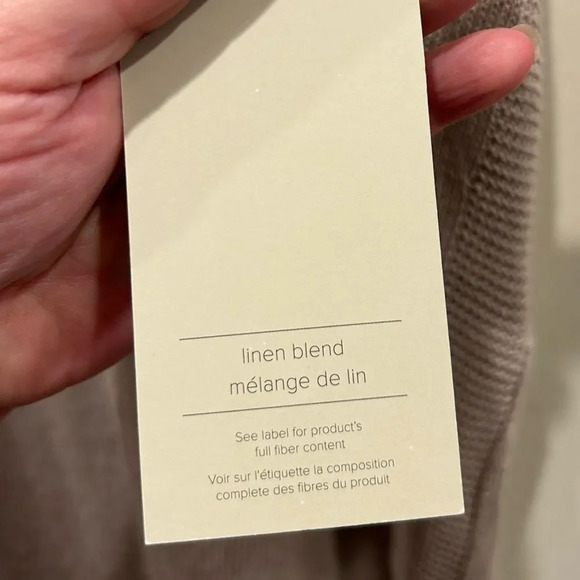 linen blend
mélange de lin
See label for product's
full fiber content
Voir sur l'étiquette la composition
complete des fibres du produit